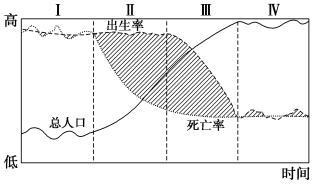 Ⅰ Ⅱ Ⅲ Ⅳ
高
出生率
总人口
死亡率
低
时间